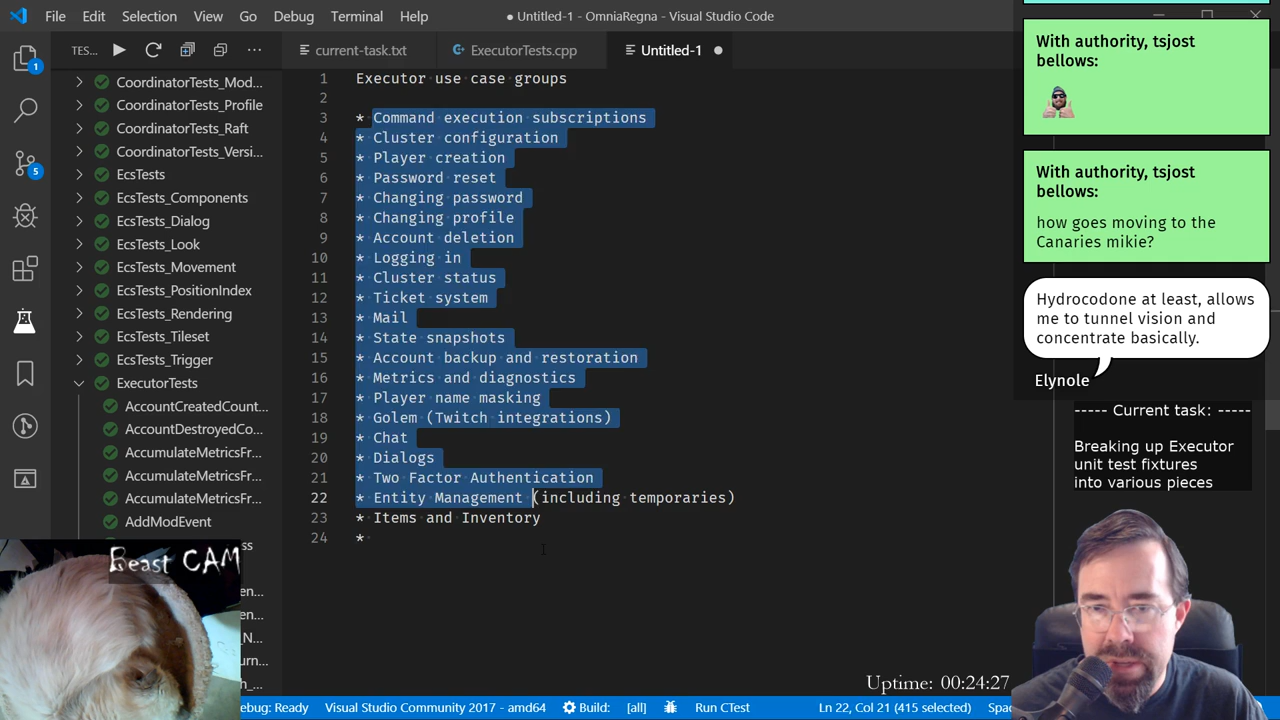 File Edit Selection View Go Debug Terminal Help
● Untitled-1 - OmniaRegna - Visual Studio Code
TES...
current-task.txt
ExecutorTests.cpp
Untitled-1 ●
CoordinatorTests_Mod...
CoordinatorTests_Profile
CoordinatorTests_Raft
CoordinatorTests_Versi...
EcsTests
EcsTests_Components
EcsTests_Dialog
EcsTests_Look
EcsTests_Movement
EcsTests_PositionIndex
EcsTests_Rendering
EcsTests_Tileset
EcsTests_Trigger
ExecutorTests
AccountCreatedCount...
AccountDestroyedCo...
AccumulateMetricsFr...
AccumulateMetricsFr...
AccumulateMetricsFr...
AddModEvent
1
5
1 Executor use case groups
2
3 * Command execution subscriptions
4 * Cluster configuration
5 * Player creation
6 * Password reset
7 * Changing password
8 * Changing profile
9 * Account deletion
10 * Logging in
11 * Cluster status
12 * Ticket system
13 * Mail
14 * State snapshots
15 * Account backup and restoration
16 * Metrics and diagnostics
17 * Player name masking
18 * Golem (Twitch integrations)
19 * Chat
20 * Dialogs
21 * Two Factor Authentication
22 * Entity Management (including temporaries)
23 * Items and Inventory
24 *
With authority, tsjost
bellows:
With authority, tsjost
bellows:
how goes moving to the
Canaries mikie?
Hydrocodone at least, allows
me to tunnel vision and
concentrate basically.
Elynole
----- Current task: -----
Breaking up Executor
unit test fixtures
into various pieces
Beast CAM
Uptime: 00:24:27
ebug: Ready
Visual Studio Community 2017 - amd64
Build: [all]
Run CTest
Ln 22, Col 21 (415 selected)
Spac